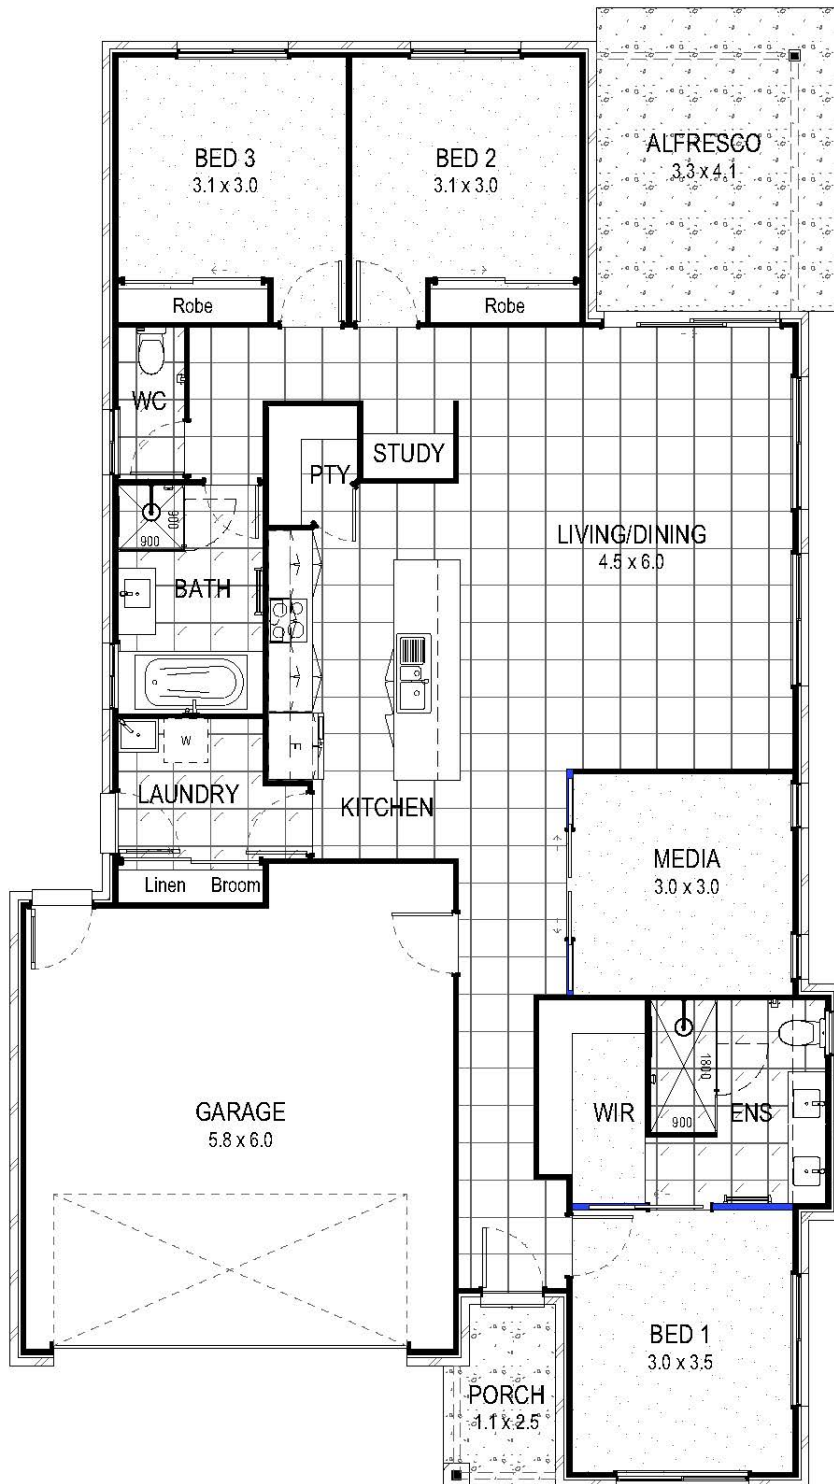 BED 3
3.1 x 3.0
BED 2
3.1 x 3.0
ALFRESCO
3.3 x 4.1
Robe
Robe
WC
STUDY
PTY
900
900
LIVING/DINING
4.5 x 6.0
BATH
W
F
LAUNDRY
KITCHEN
MEDIA
3.0 x 3.0
Linen
Broom
1800
900
GARAGE
5.8 x 6.0
WIR
ENS
BED 1
3.0 x 3.5
PORCH
1.1 x 2.5